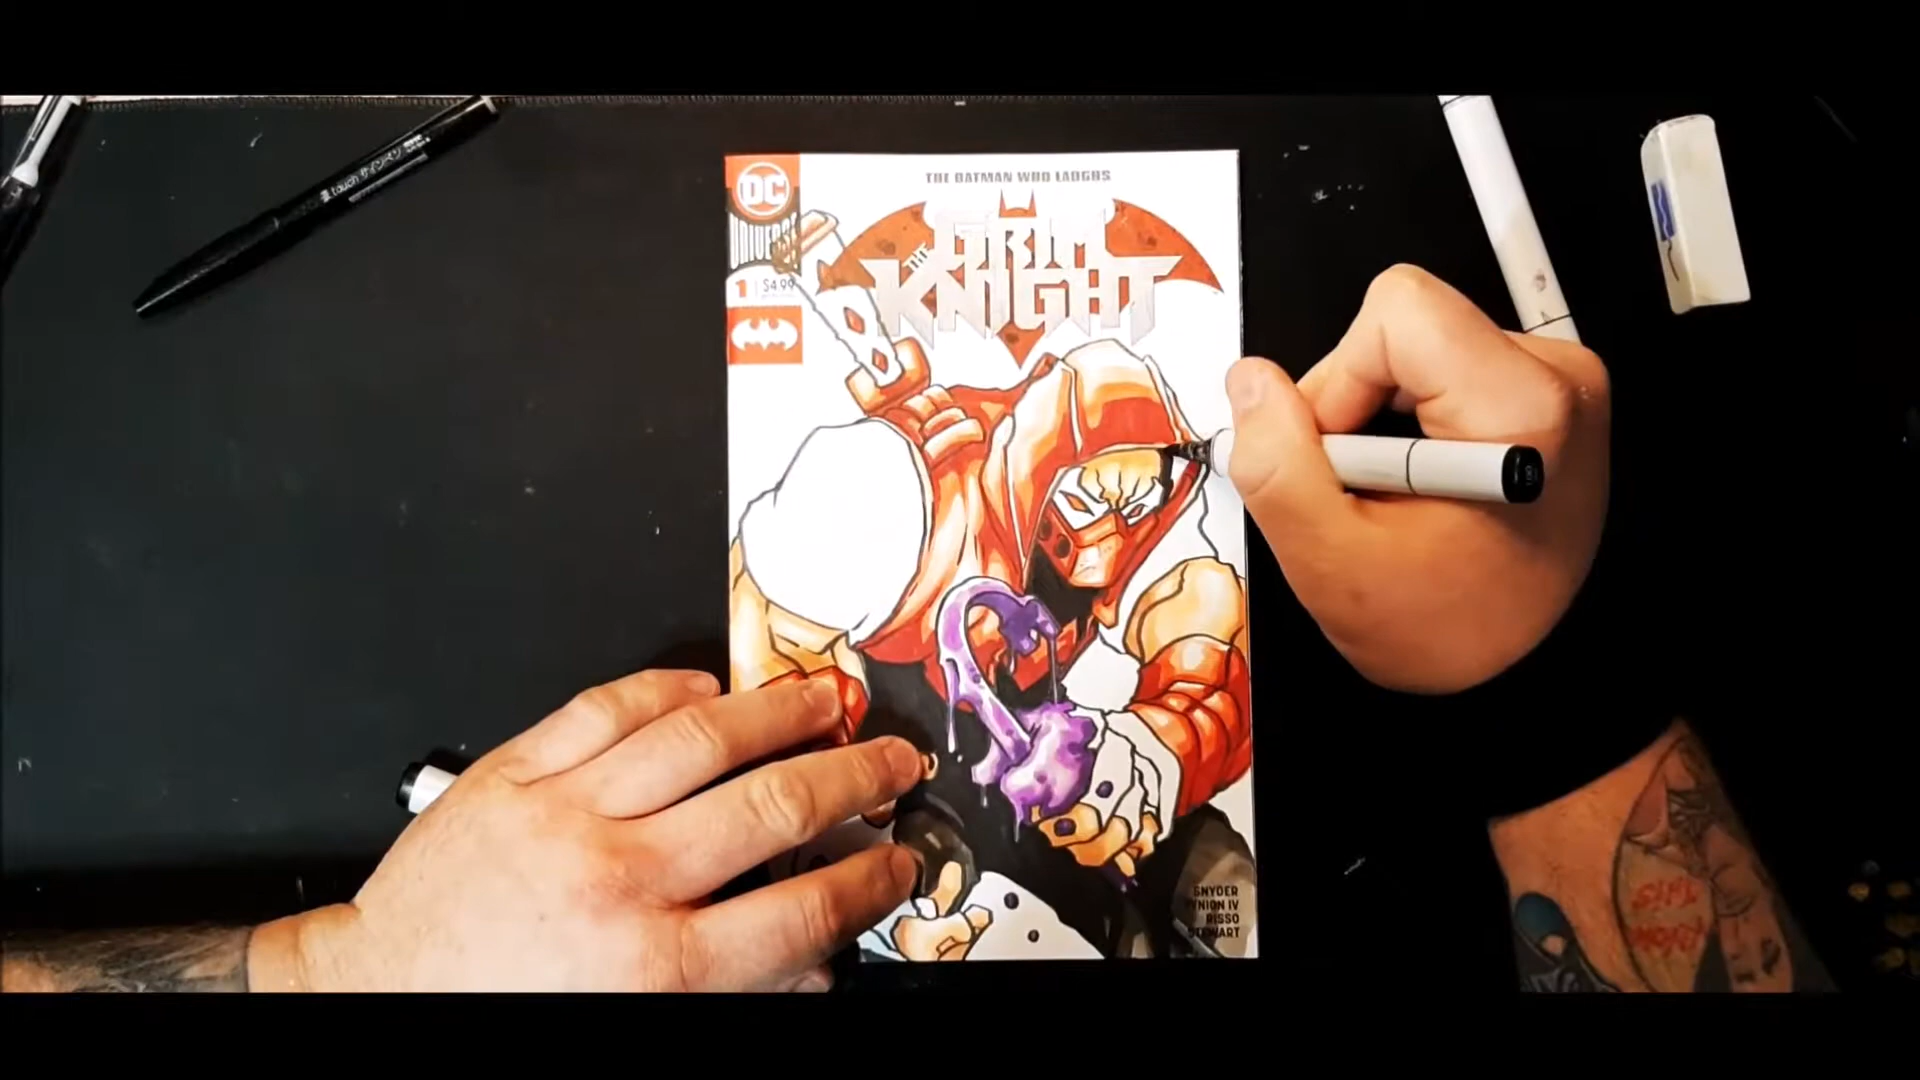 THE BATMAN WHO LAUGHS
DC
UNIVERSE
THE
GRIM
KNIGHT
1
$4.99
touch サインペン
SNYDER
TYNION IV
RISSO
STEWART